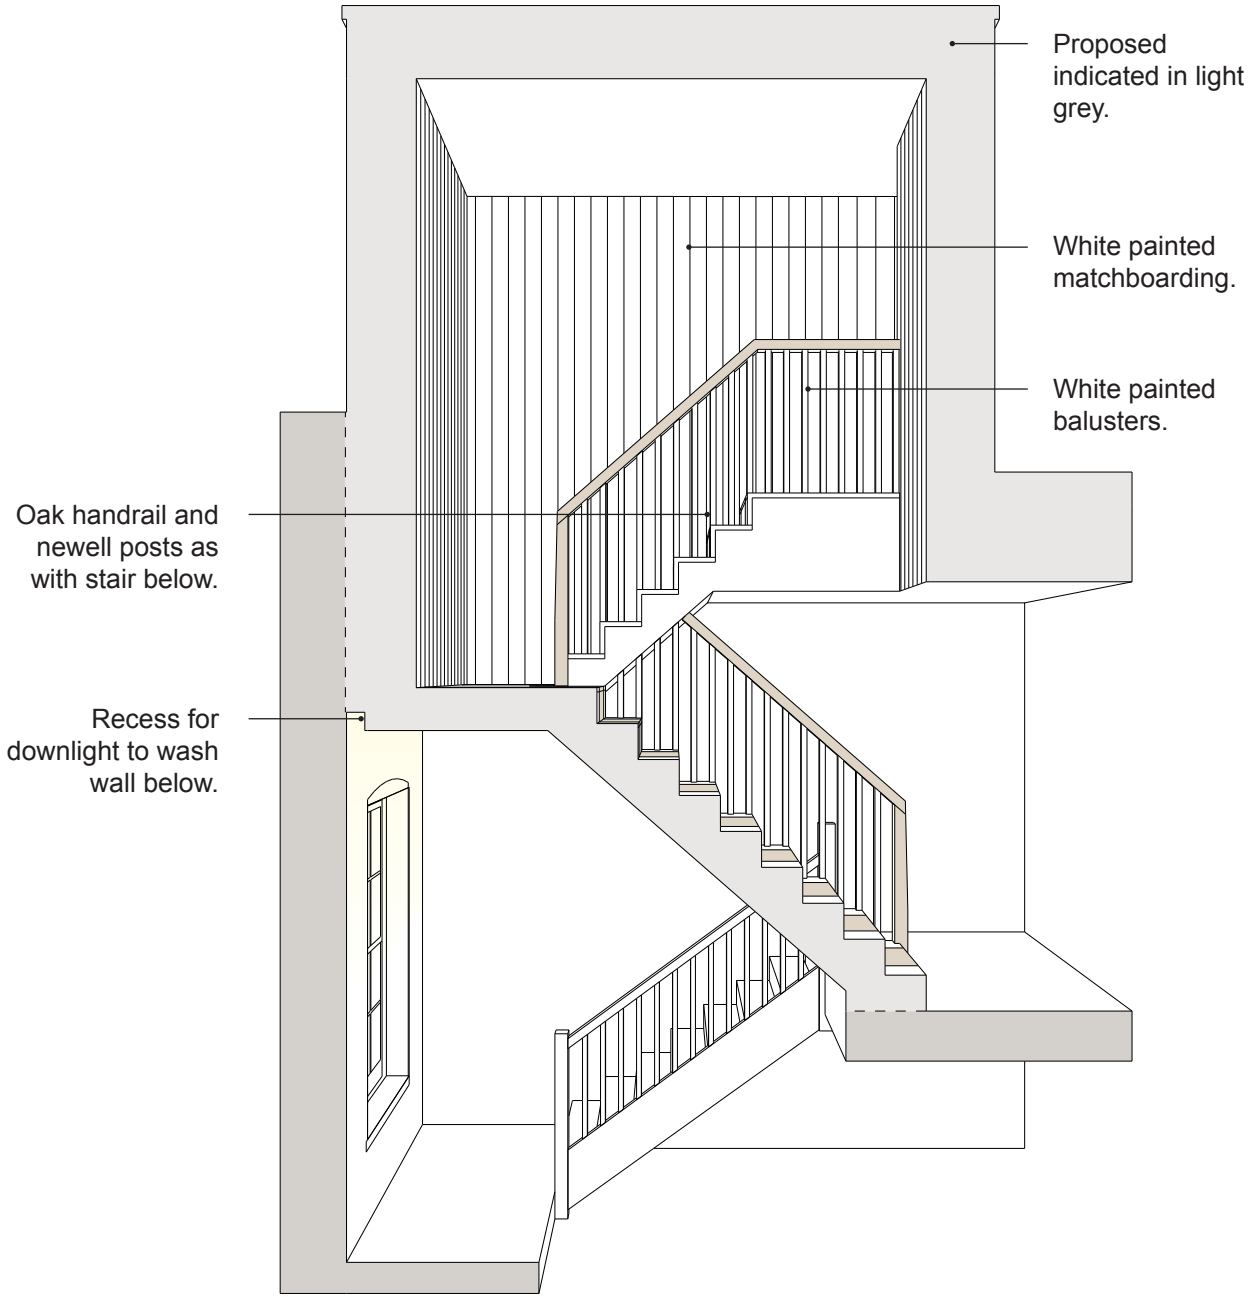 Proposed
indicated in light
grey.
White painted
matchboarding.
White painted
balusters.
Oak handrail and
newell posts as
with stair below.
Recess for
downlight to wash
wall below.